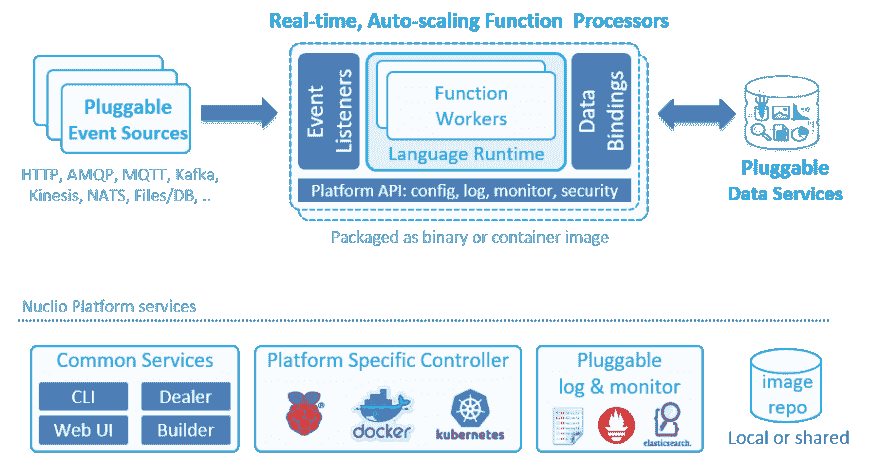 Real-time, Auto-scaling Function Processors
Pluggable
Event Sources
HTTP, AMQP, MQTT, Kafka,
Kinesis, NATS, Files/DB, ..
Event
Listeners
Function
Workers
Language Runtime
Data
Bindings
Platform API: config, log, monitor, security
Packaged as binary or container image
Pluggable
Data Services
Nuclio Platform services
Common Services
CLI
Dealer
Web UI
Builder
Platform Specific Controller
docker
kubernetes
Pluggable
log & monitor
elasticsearch.
image
repo
Local or shared